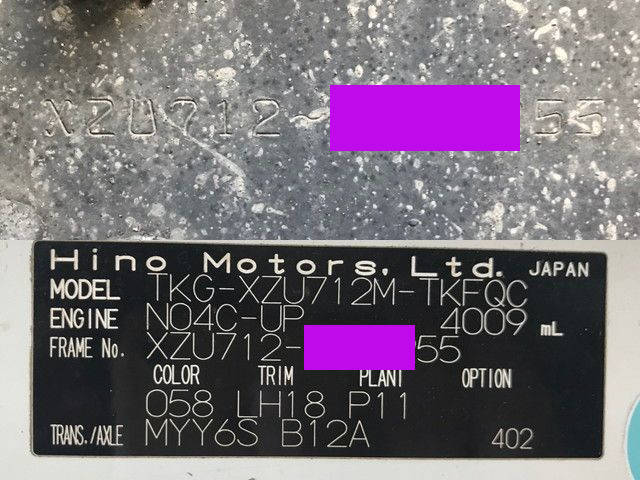 XZU712- 55
Hino Motors, Ltd. JAPAN
MODEL TKG-XZU712M-TKFQC
ENGINE N04C-UP 4009 mL
FRAME No. XZU712- 55
COLOR TRIM PLANT OPTION
058 LH18 P11
TRANS./AXLE MYY6S B12A 402